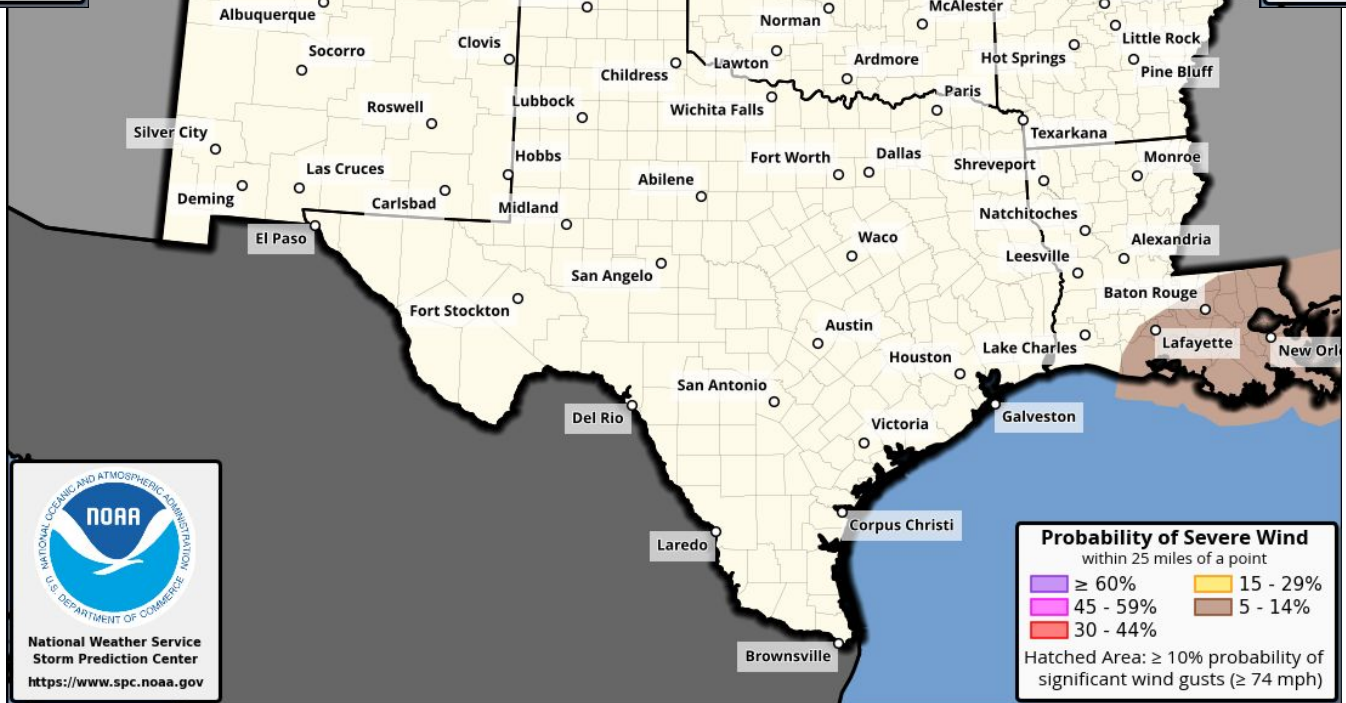 McAlester
Albuquerque
Norman
Little Rock
Socorro
Clovis
Hot Springs
Lawton
Ardmore
Childress
Pine Bluff
Paris
Lubbock
Roswell
Wichita Falls
Silver City
Texarkana
Hobbs
Fort Worth
Dallas
Monroe
Las Cruces
Shreveport
Abilene
Deming
Carlsbad
Midland
Natchitoches
El Paso
Waco
Alexandria
Leesville
San Angelo
Baton Rouge
Fort Stockton
Austin
Lafayette
Houston
Lake Charles
New Orl
San Antonio
Del Rio
Galveston
Victoria
Corpus Christi
Laredo
Brownsville
NATIONAL OCEANIC AND ATMOSPHERIC ADMINISTRATION
NOAA
U.S. DEPARTMENT OF COMMERCE
National Weather Service
Storm Prediction Center
https://www.spc.noaa.gov
Probability of Severe Wind
within 25 miles of a point
≥ 60%
15 - 29%
45 - 59%
5 - 14%
30 - 44%
Hatched Area: ≥ 10% probability of
significant wind gusts (≥ 74 mph)